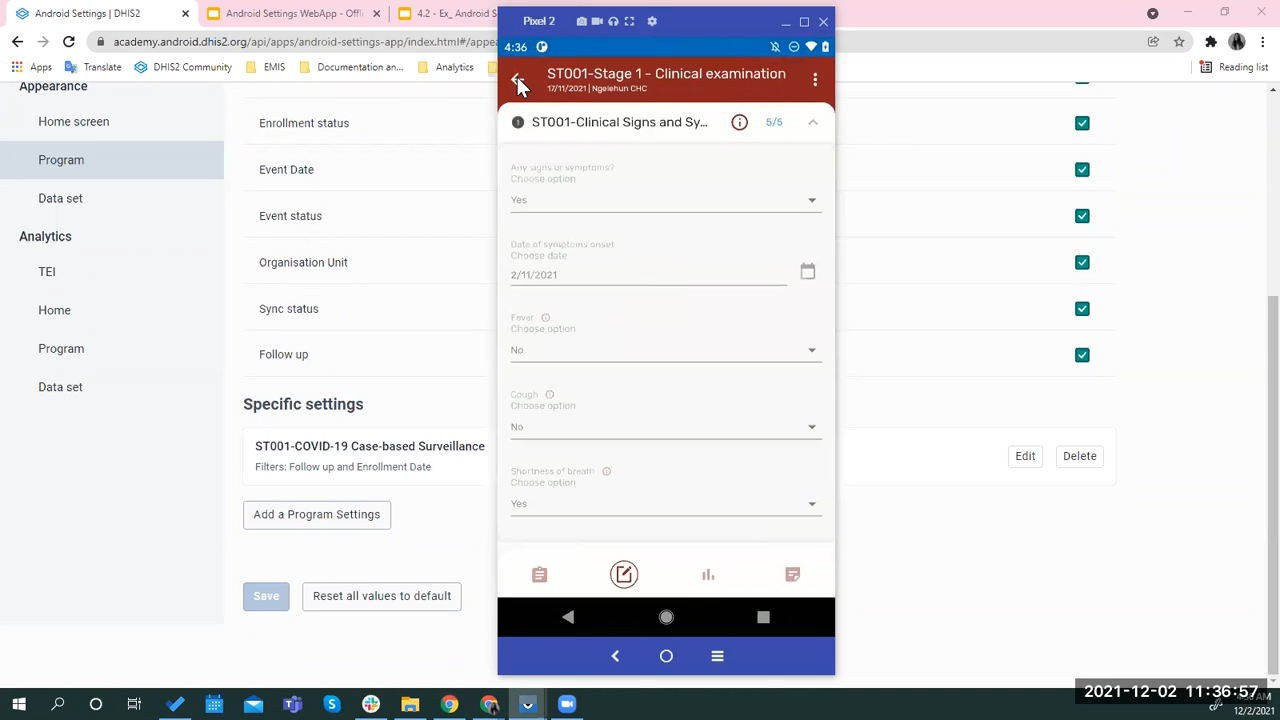 Settings | DHIS2
DHIS2 Academy Android
4.2 - Ex
academy.dhis2.org/api/apps/android-settings-app/index.html#/appe
Apps
Translate
DHIS2 Community
EMIS
Documentation an...
Android
Reading list
Appearance
Home screen
Program
Data set
Analytics
TEI
Home
Program
Data set
Enrollment status
Event Date
Event status
Organisation Unit
Sync status
Follow up
Specific settings
ST001-COVID-19 Case-based Surveillance
Filters: Follow up and Enrollment Date
Edit
Delete
Add a Program Settings
Save
Reset all values to default
Pixel 2
4:36
ST001-Stage 1 - Clinical examination
17/11/2021 | Ngelehun CHC
1
ST001-Clinical Signs and Sy...
5/5
Any signs or symptoms?
Choose option
Yes
Date of symptoms onset
Choose date
2/11/2021
Fever
Choose option
No
Cough
Choose option
No
Shortness of breath
Choose option
Yes
2021-12-02 11:36:57
12/2/2021